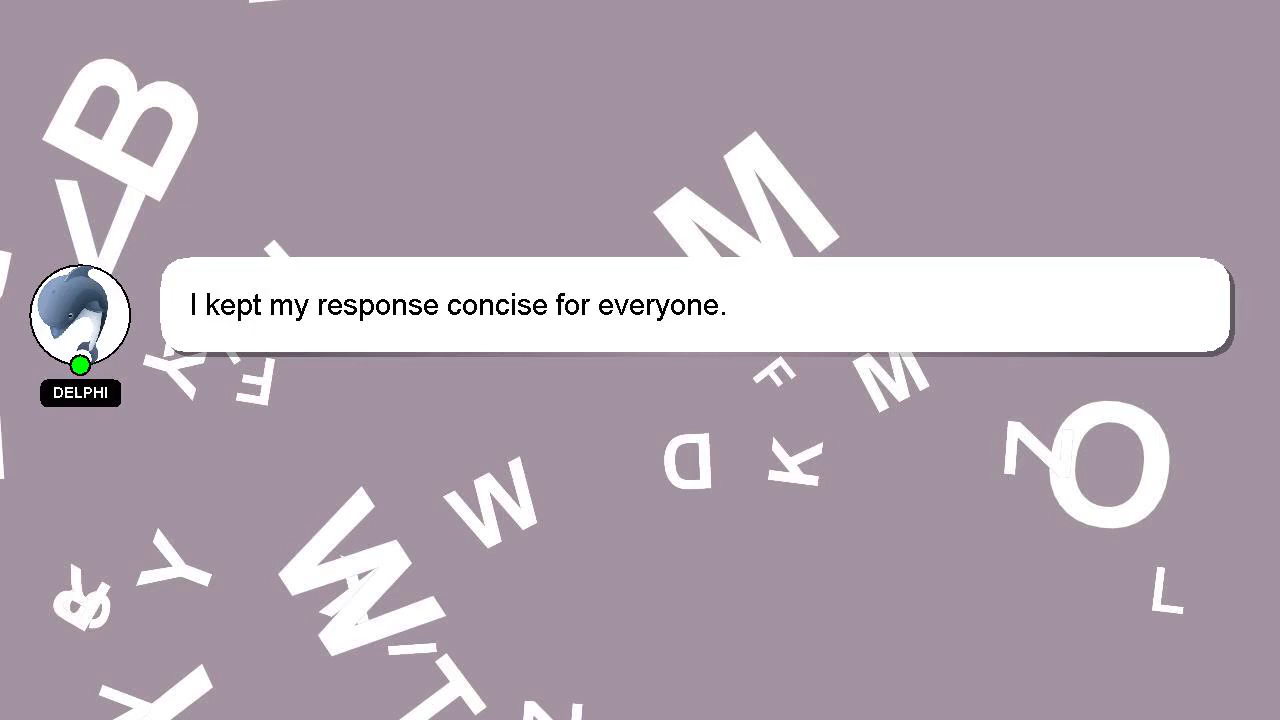 I kept my response concise for everyone.
DELPHI
B
V
M
Y
E
F
M
D
K
Z
O
W
W
A
Y
R
L
I
T
Y
Z